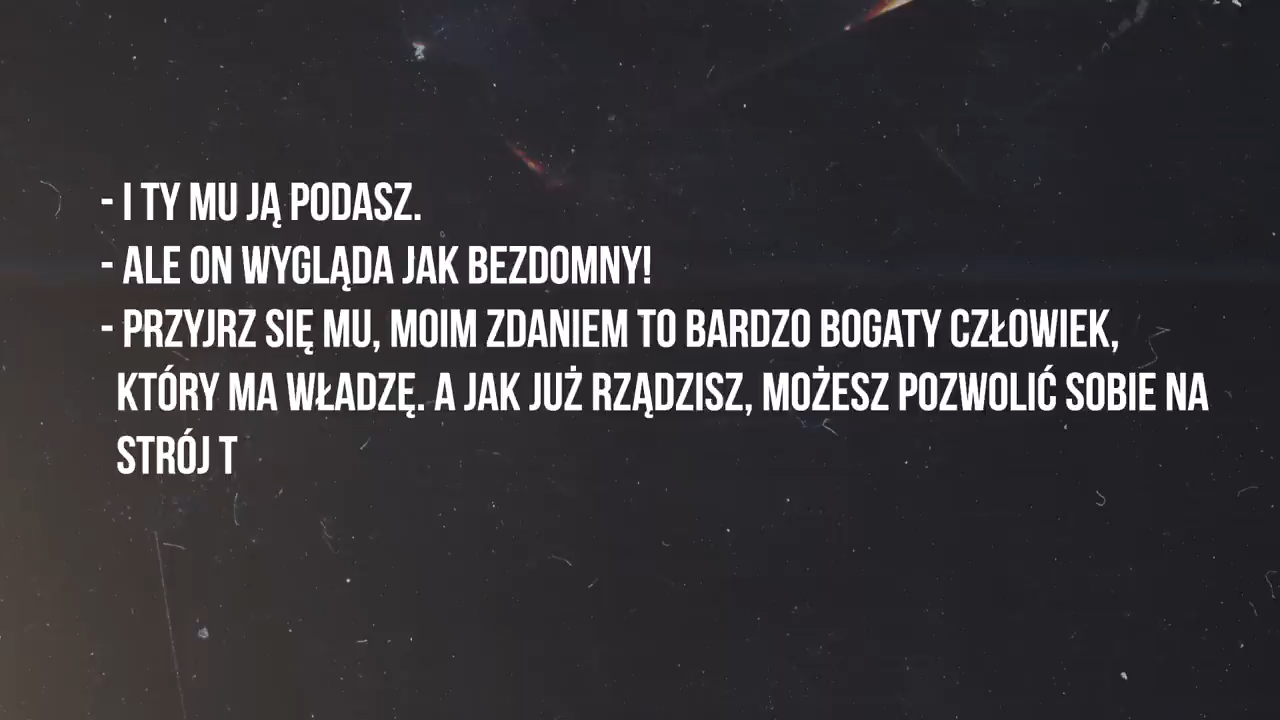 - I TY MU JĄ PODASZ.
- ALE ON WYGLĄDA JAK BEZDOMNY!
- PRZYJRZ SIĘ MU, MOIM ZDANIEM TO BARDZO BOGATY CZŁOWIEK,
KTÓRY MA WŁADZĘ. A JAK JUŻ RZĄDZISZ, MOŻESZ POZWOLIĆ SOBIE NA
STRÓJ T